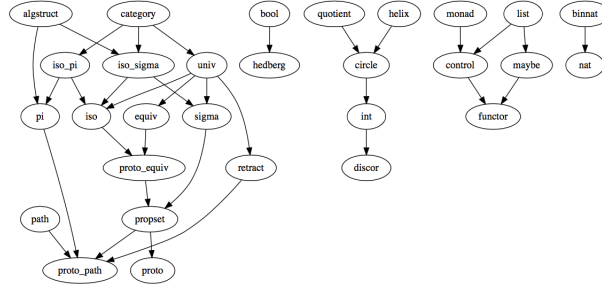 algstruct category bool quotient helix monad list binnat
iso_pi iso_sigma univ hedberg circle control maybe nat
pi iso equiv sigma int functor
proto_equiv retract discor
path propset
proto_path proto